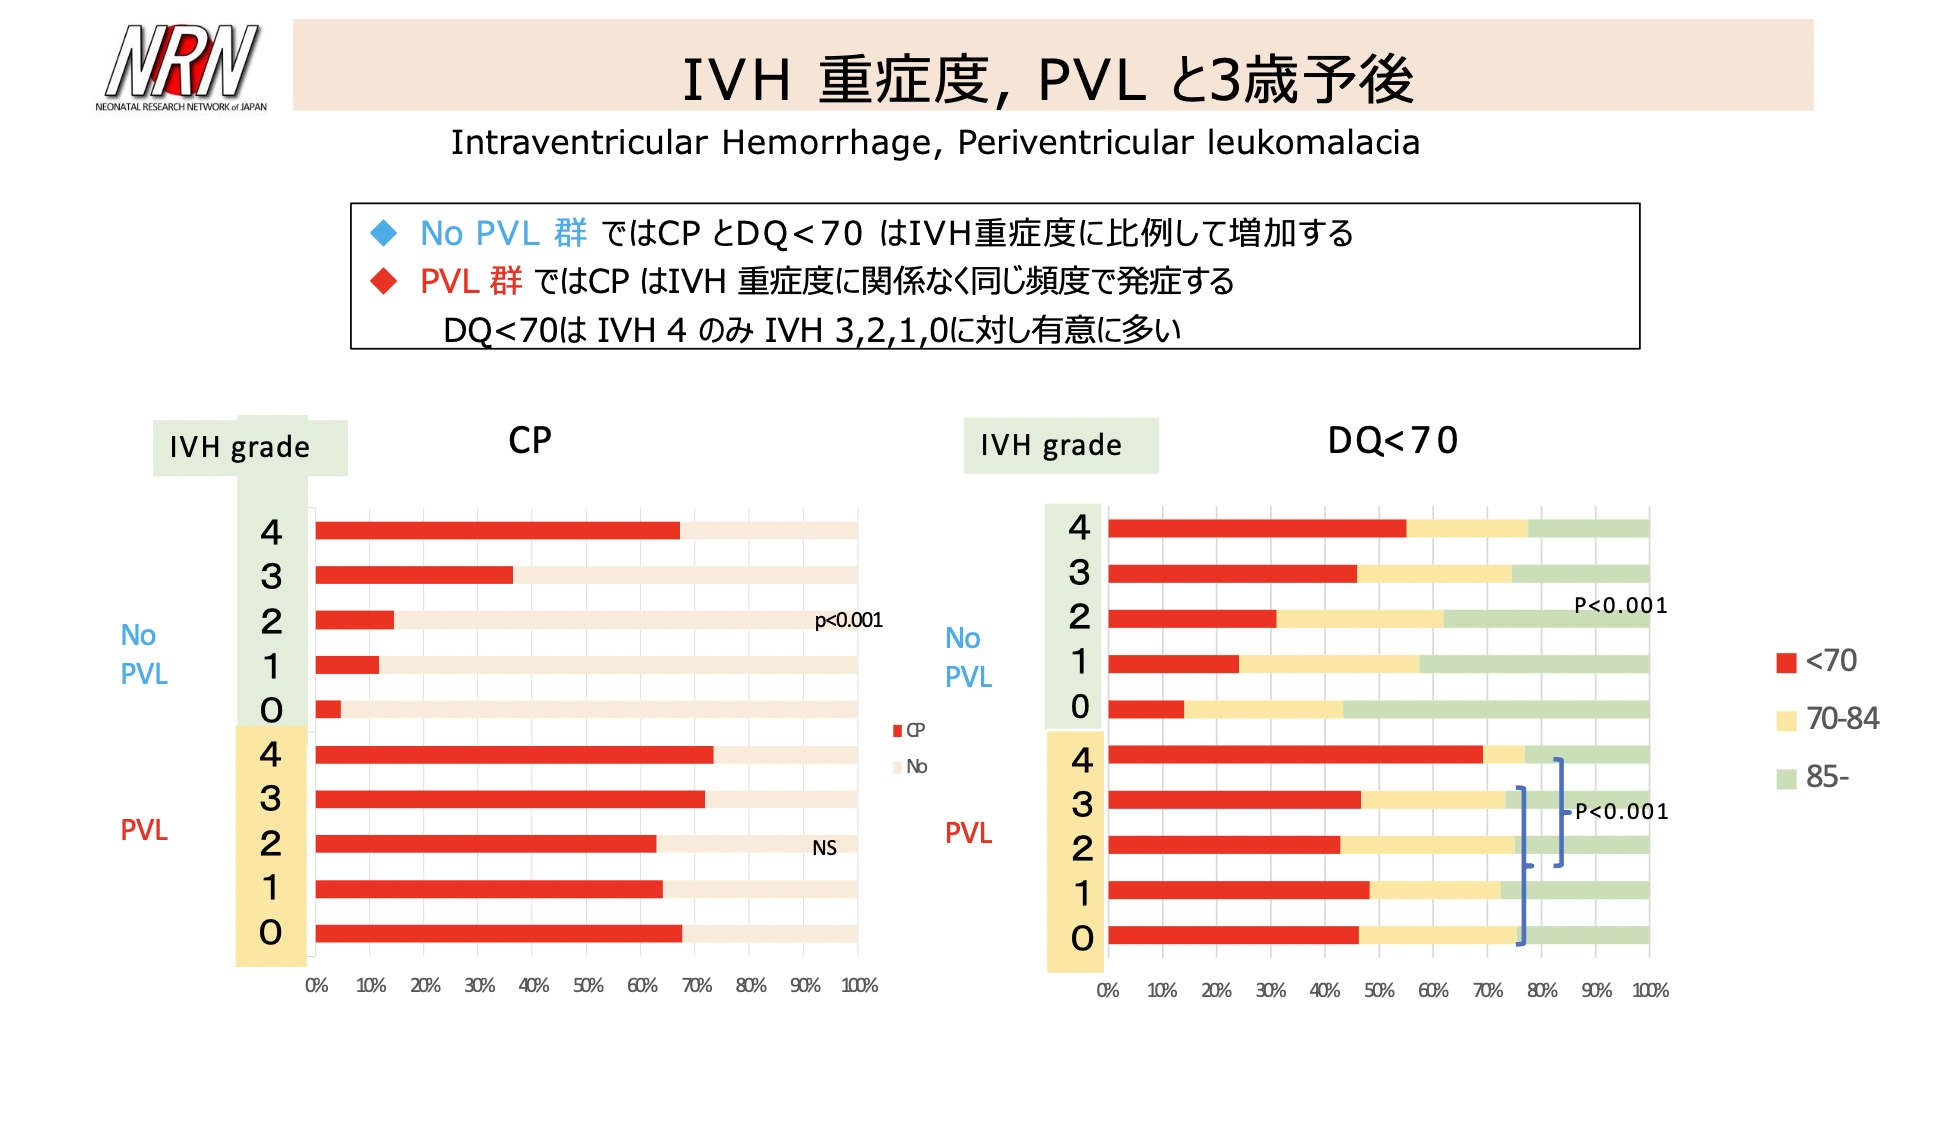 NRN
NEONATAL RESEARCH NETWORK of JAPAN
IVH 重症度, PVL と3歳予後
Intraventricular Hemorrhage, Periventricular leukomalacia
◆ No PVL 群 ではCP とDQ<70 はIVH重症度に比例して増加する
◆ PVL 群 ではCP はIVH 重症度に関係なく同じ頻度で発症する
DQ<70は IVH 4 のみ IVH 3,2,1,0に対し有意に多い
IVH grade
CP
4
3
2
1
0
4
3
2
1
0
No
PVL
PVL
p<0.001
NS
CP
No
0% 10% 20% 30% 40% 50% 60% 70% 80% 90% 100%
IVH grade
DQ<70
4
3
2
1
0
4
3
2
1
0
No
PVL
PVL
P<0.001
P<0.001
<70
70-84
85-
0% 10% 20% 30% 40% 50% 60% 70% 80% 90% 100%